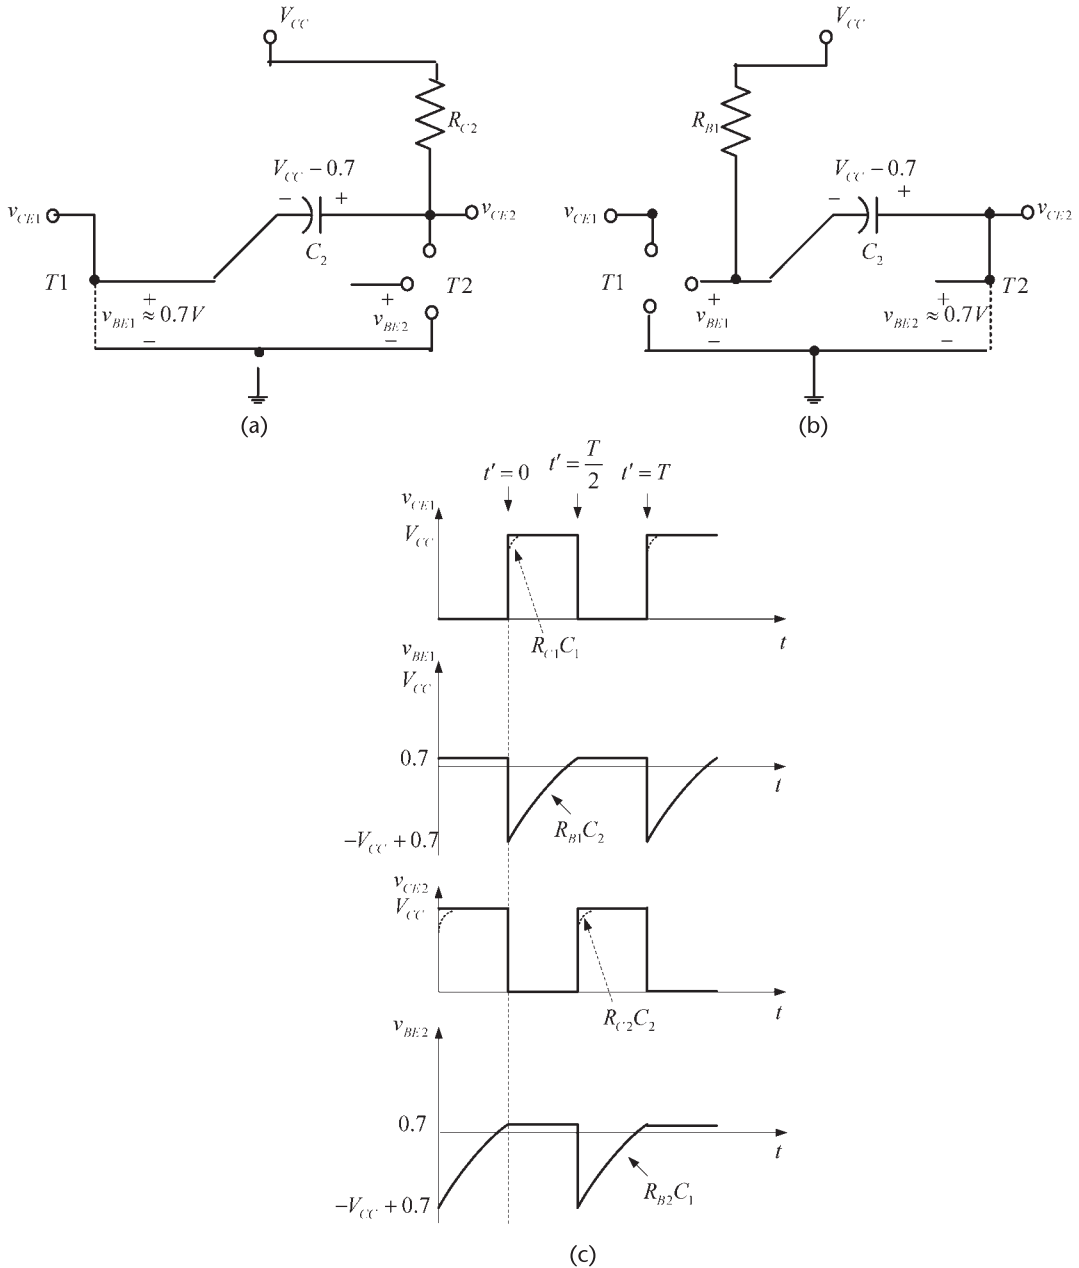 V_CC
R_C2
V_CC − 0.7
− +
v_CE1
v_CE2
C_2
T1
T2
+
v_BE1 ≈ 0.7V
−
+
v_BE2
−
(a)
V_CC
R_B1
V_CC − 0.7
− +
v_CE1
v_CE2
C_2
T1
T2
+
v_BE1
−
+
v_BE2 ≈ 0.7V
−
(b)
t′ = 0
t′ = T/2
t′ = T
v_CE1
V_CC
R_C1C_1
t
v_BE1
V_CC
0.7
t
R_B1C_2
−V_CC + 0.7
v_CE2
V_CC
R_C2C_2
t
v_BE2
0.7
t
R_B2C_1
−V_CC + 0.7
(c)